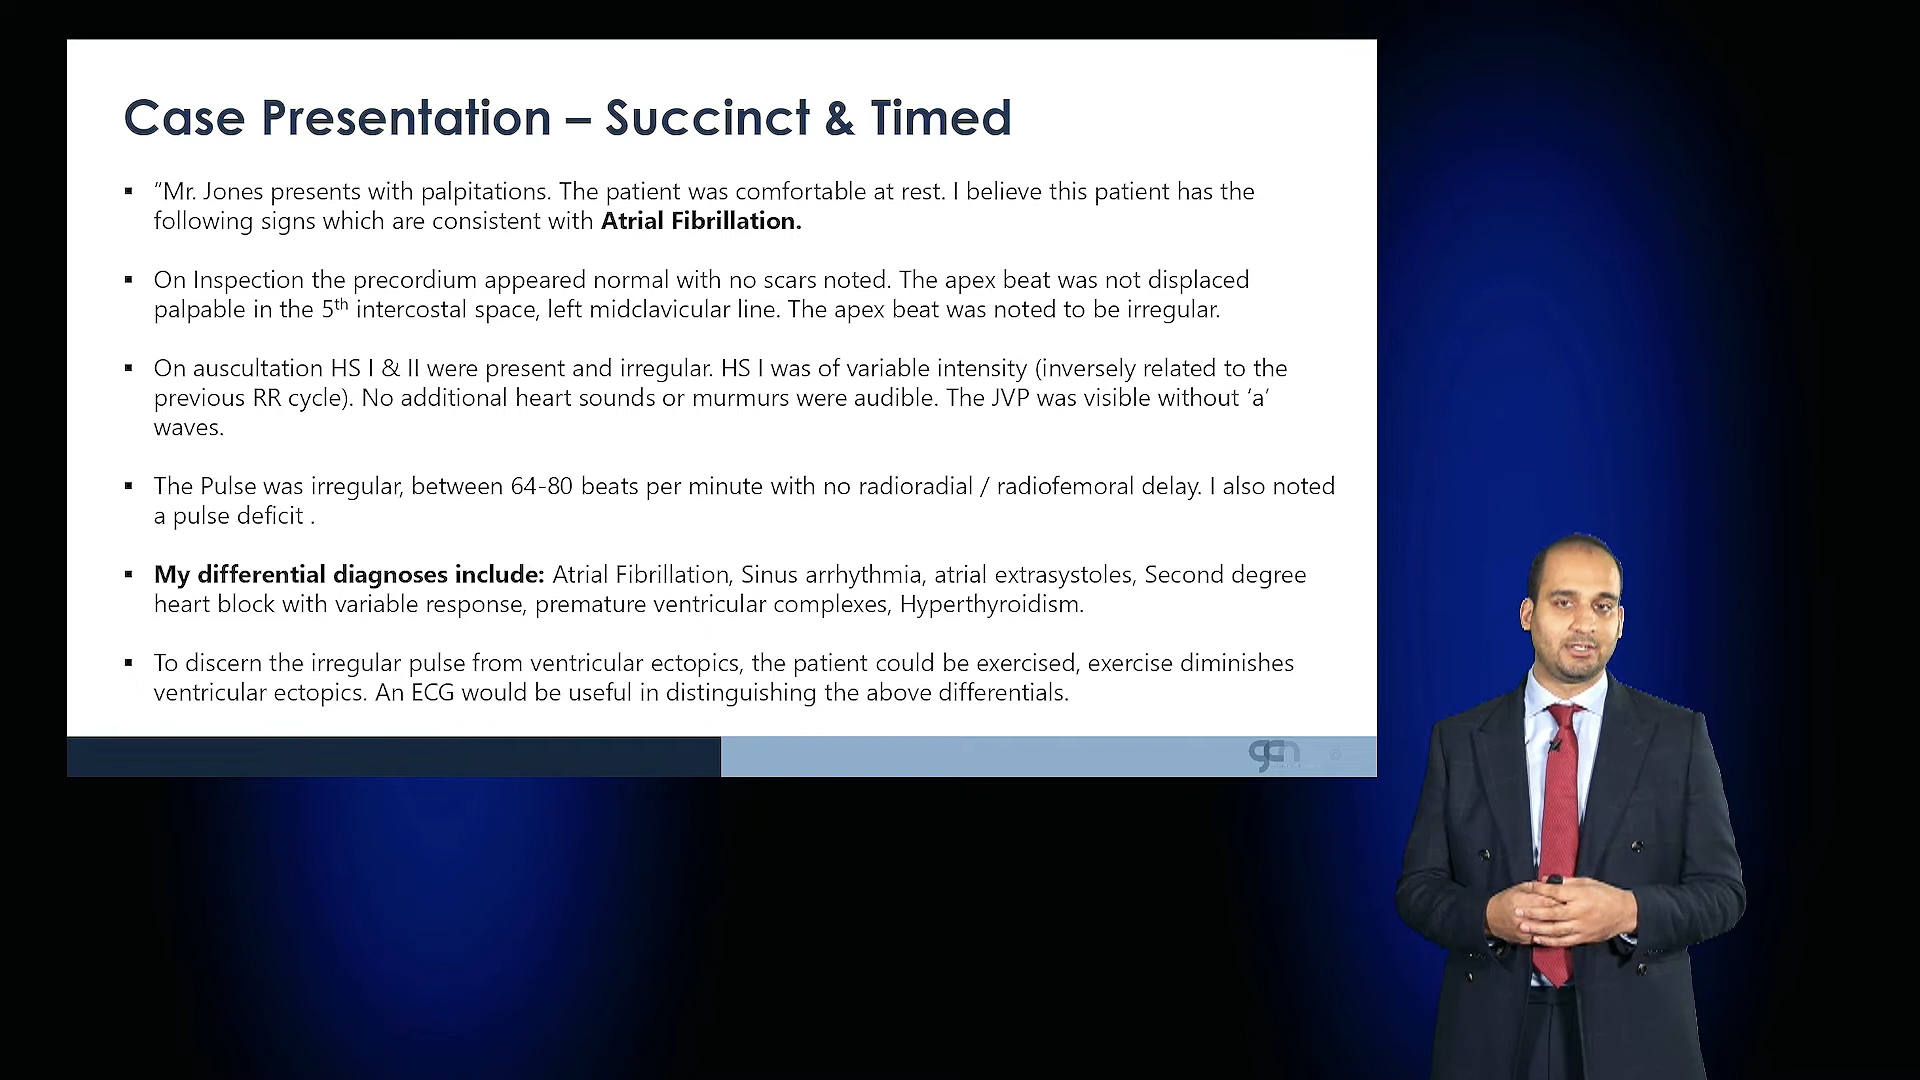 Case Presentation – Succinct & Timed
▪ “Mr. Jones presents with palpitations. The patient was comfortable at rest. I believe this patient has the
following signs which are consistent with Atrial Fibrillation.
▪ On Inspection the precordium appeared normal with no scars noted. The apex beat was not displaced
palpable in the 5th intercostal space, left midclavicular line. The apex beat was noted to be irregular.
▪ On auscultation HS I & II were present and irregular. HS I was of variable intensity (inversely related to the
previous RR cycle). No additional heart sounds or murmurs were audible. The JVP was visible without ‘a’
waves.
▪ The Pulse was irregular, between 64-80 beats per minute with no radioradial / radiofemoral delay. I also noted
a pulse deficit .
▪ My differential diagnoses include: Atrial Fibrillation, Sinus arrhythmia, atrial extrasystoles, Second degree
heart block with variable response, premature ventricular complexes, Hyperthyroidism.
▪ To discern the irregular pulse from ventricular ectopics, the patient could be exercised, exercise diminishes
ventricular ectopics. An ECG would be useful in distinguishing the above differentials.